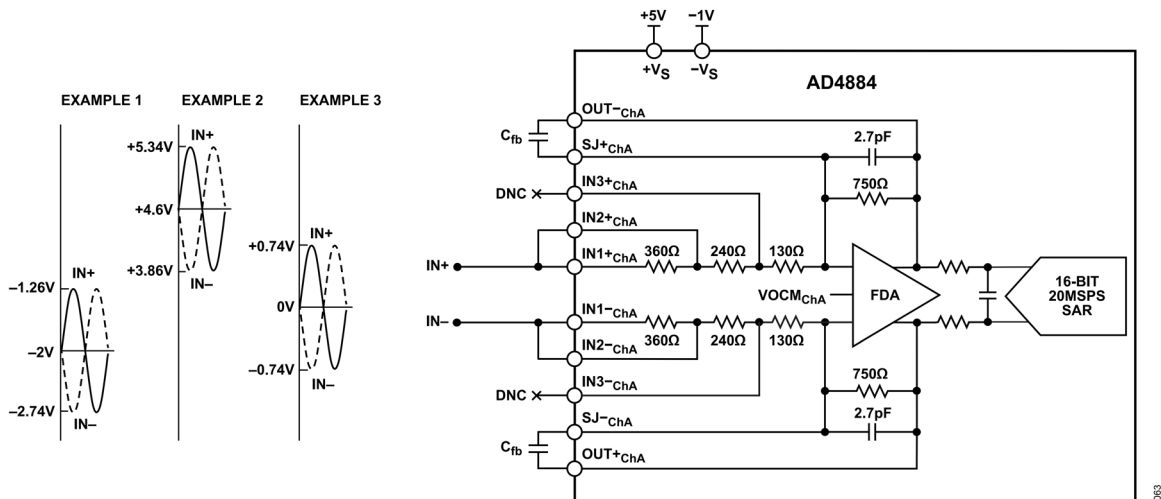 EXAMPLE 1
IN+
–1.26V
–2V
–2.74V
IN–
EXAMPLE 2
IN+
+5.34V
+4.6V
+3.86V
IN–
EXAMPLE 3
IN+
+0.74V
0V
–0.74V
IN–
+5V
–1V
+VS
–VS
AD4884
OUT–ChA
Cfb
SJ+ChA
2.7pF
750Ω
DNC
IN3+ChA
IN2+ChA
IN+
IN1+ChA
360Ω
240Ω
130Ω
VOCMChA
FDA
16-BIT
20MSPS
SAR
IN–
IN1–ChA
360Ω
240Ω
130Ω
IN2–ChA
DNC
IN3–ChA
750Ω
2.7pF
SJ–ChA
Cfb
OUT+ChA
063